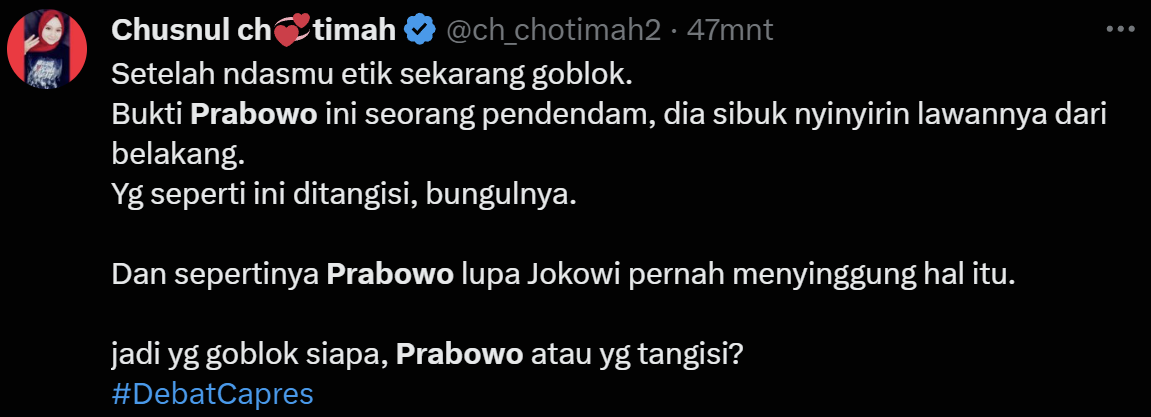 Chusnul ch💞timah @ch_chotimah2 · 47mnt
Setelah ndasmu etik sekarang goblok.
Bukti Prabowo ini seorang pendendam, dia sibuk nyinyirin lawannya dari
belakang.
Yg seperti ini ditangisi, bungulnya.
Dan sepertinya Prabowo lupa Jokowi pernah menyinggung hal itu.
jadi yg goblok siapa, Prabowo atau yg tangisi?
#DebatCapres